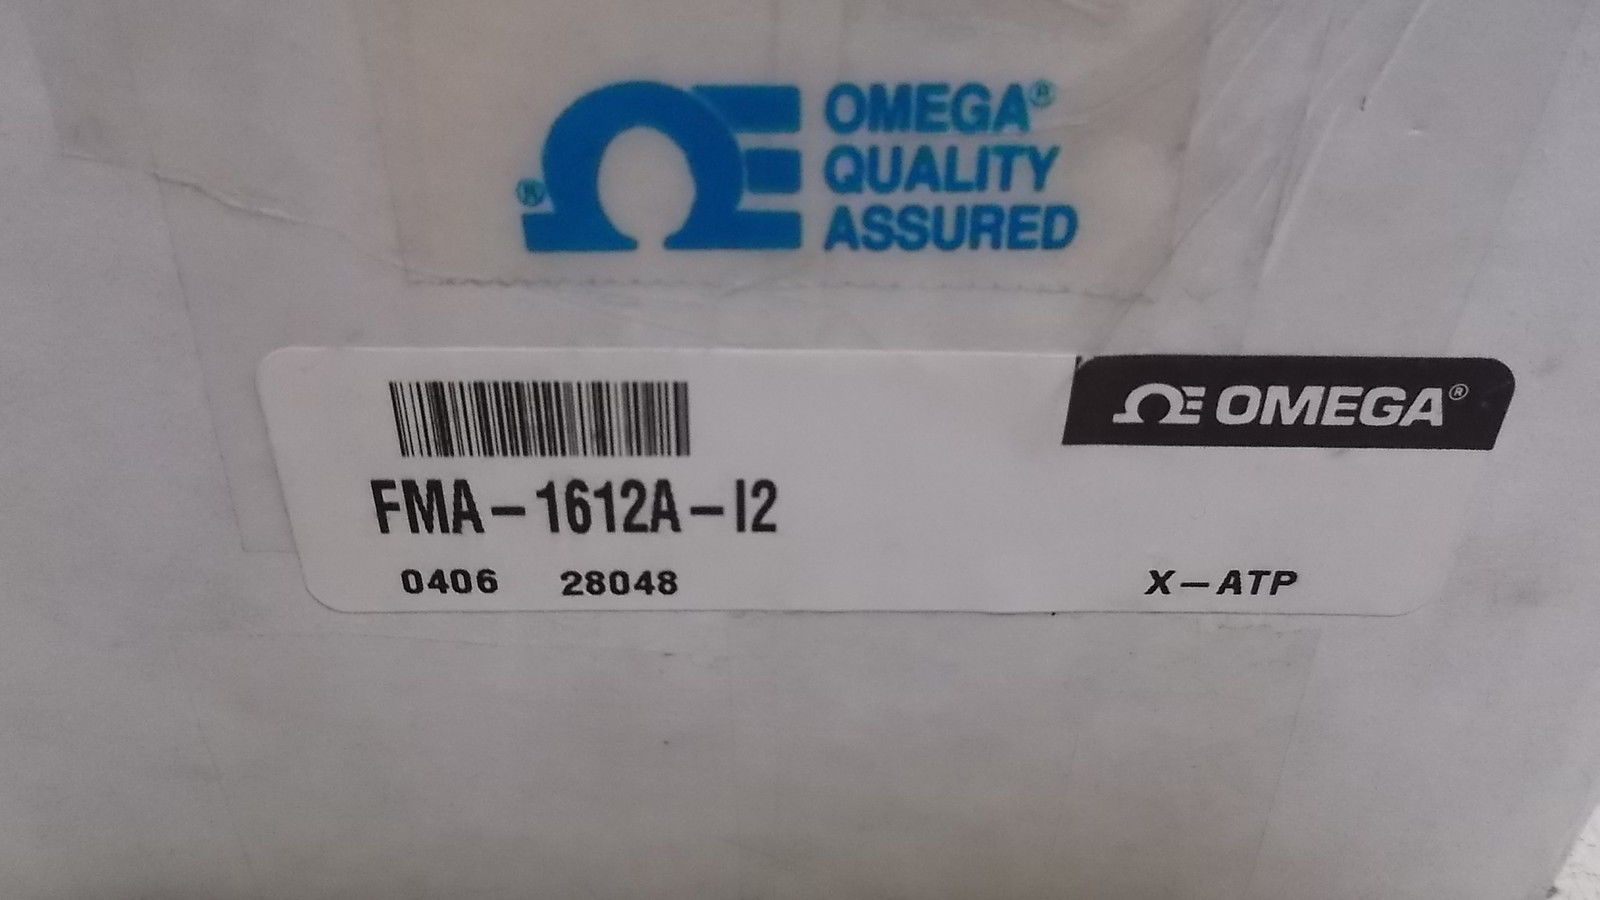 OMEGA®
QUALITY
ASSURED
®
OMEGA®
FMA-1612A-I2
0406 28048
X-ATP